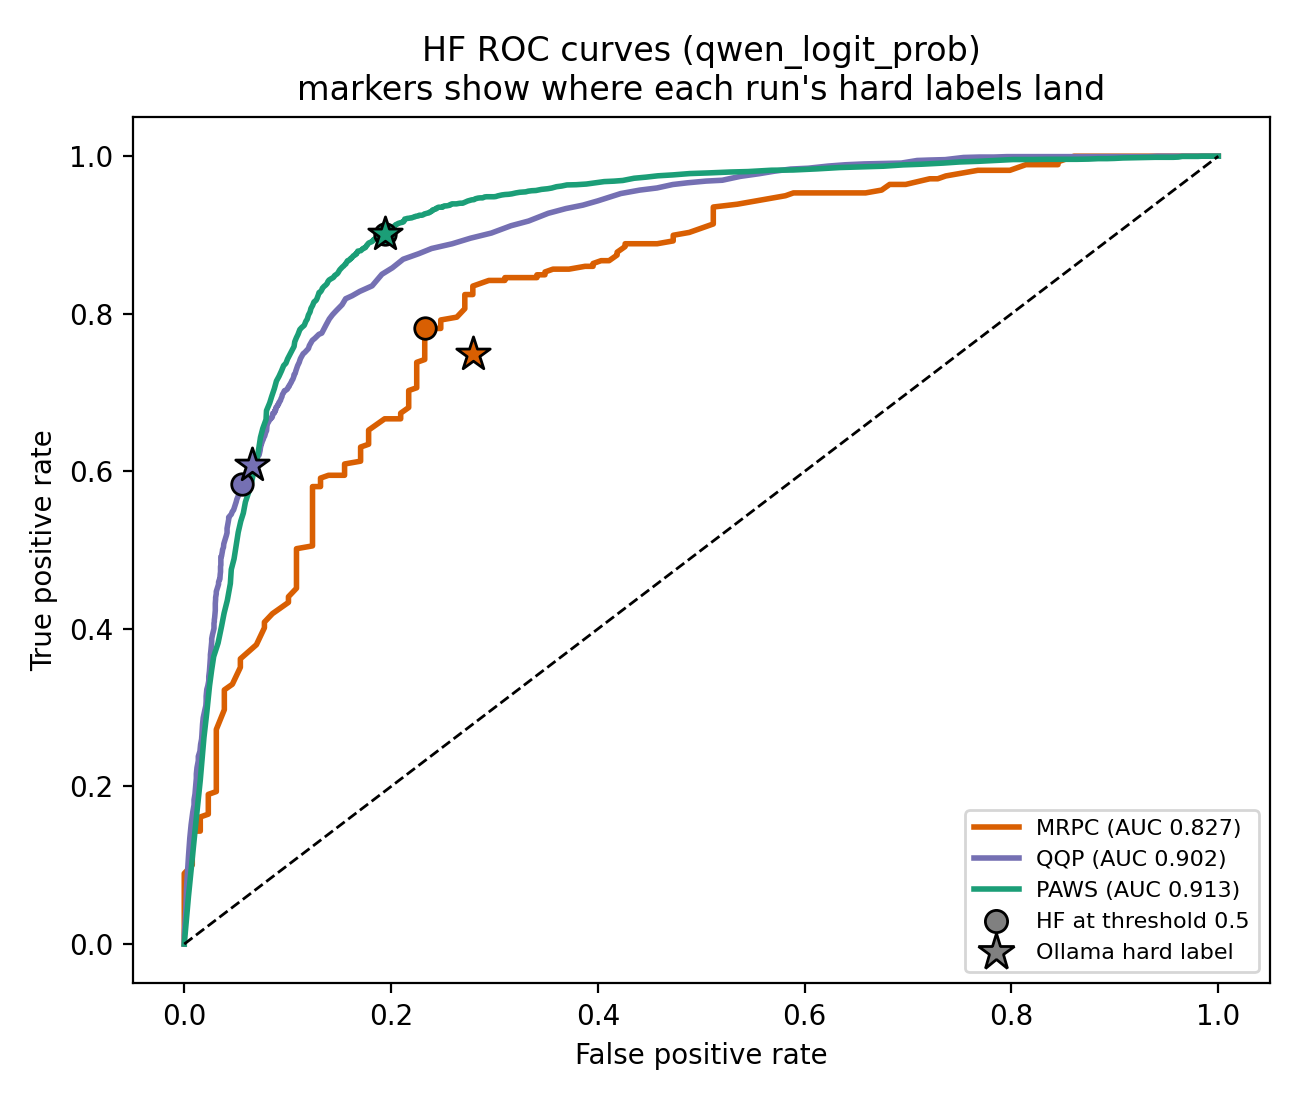 HF ROC curves (qwen_logit_prob)
markers show where each run's hard labels land
True positive rate
1.0
0.8
0.6
0.4
0.2
0.0
MRPC (AUC 0.827)
QQP (AUC 0.902)
PAWS (AUC 0.913)
HF at threshold 0.5
Ollama hard label
0.0 0.2 0.4 0.6 0.8 1.0
False positive rate